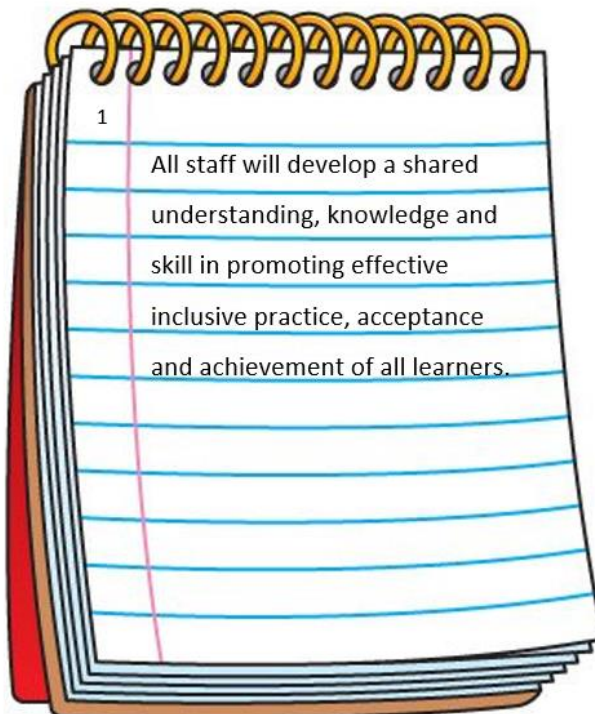 1
All staff will develop a shared
understanding, knowledge and
skill in promoting effective
inclusive practice, acceptance
and achievement of all learners.